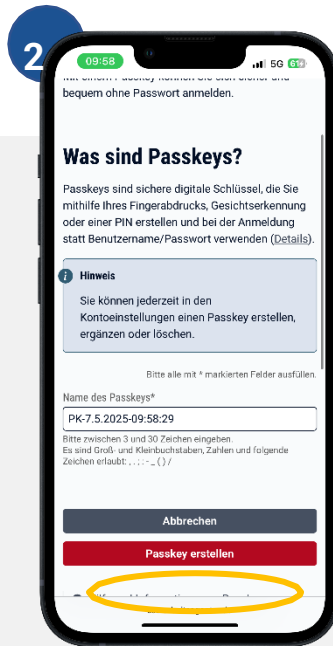 2
09:58
5G 61
bequem ohne Passwort anmelden.
Was sind Passkeys?
Passkeys sind sichere digitale Schlüssel, die Sie
mithilfe Ihres Fingerabdrucks, Gesichtserkennung
oder einer PIN erstellen und bei der Anmeldung
statt Benutzername/Passwort verwenden (Details).
Hinweis
Sie können jederzeit in den
Kontoeinstellungen einen Passkey erstellen,
ergänzen oder löschen.
Bitte alle mit * markierten Felder ausfüllen.
Name des Passkeys*
PK-7.5.2025-09:58:29
Bitte zwischen 3 und 30 Zeichen eingeben.
Es sind Groß- und Kleinbuchstaben, Zahlen und folgende
Zeichen erlaubt: , . ; : - _ ( ) /
Abbrechen
Passkey erstellen